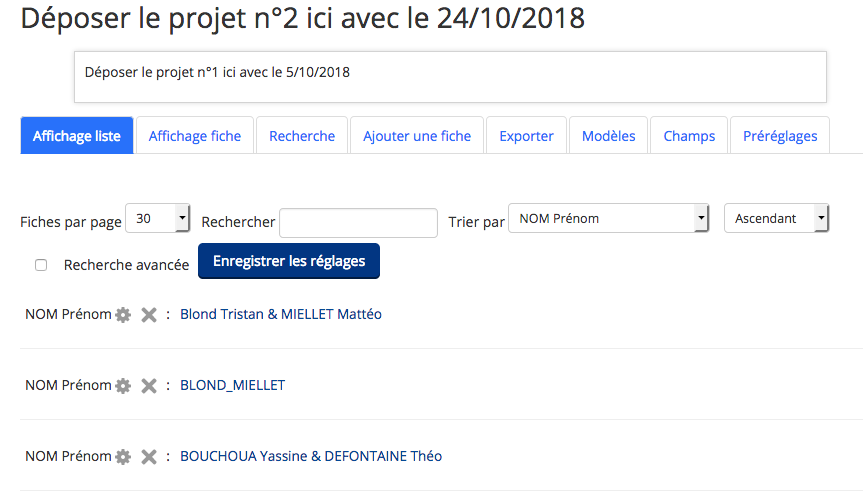 Déposer le projet n°2 ici avec le 24/10/2018
Déposer le projet n°1 ici avec le 5/10/2018
Affichage liste Affichage fiche Recherche Ajouter une fiche Exporter Modèles Champs Préréglages
Fiches par page 30 Rechercher Trier par NOM Prénom Ascendant
Recherche avancée Enregistrer les réglages
NOM Prénom : Blond Tristan & MIELLET Mattéo
NOM Prénom : BLOND_MIELLET
NOM Prénom : BOUCHOUA Yassine & DEFONTAINE Théo